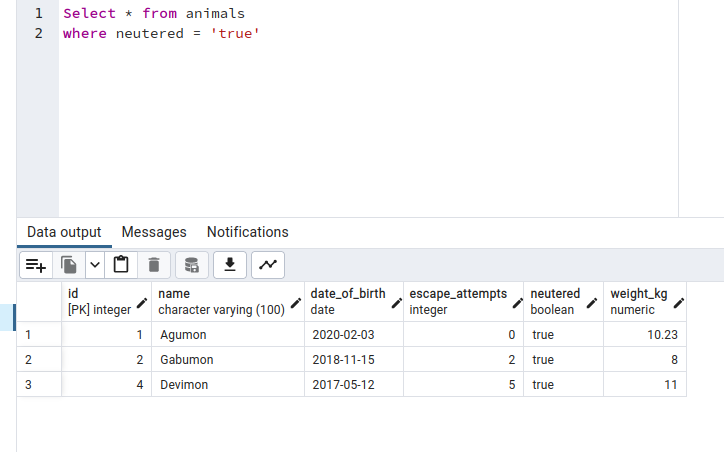 1 Select * from animals
2 where neutered = 'true'
Data output Messages Notifications
id name date_of_birth escape_attempts neutered weight_kg
[PK] integer character varying (100) date integer boolean numeric
1 1 Agumon 2020-02-03 0 true 10.23
2 2 Gabumon 2018-11-15 2 true 8
3 4 Devimon 2017-05-12 5 true 11